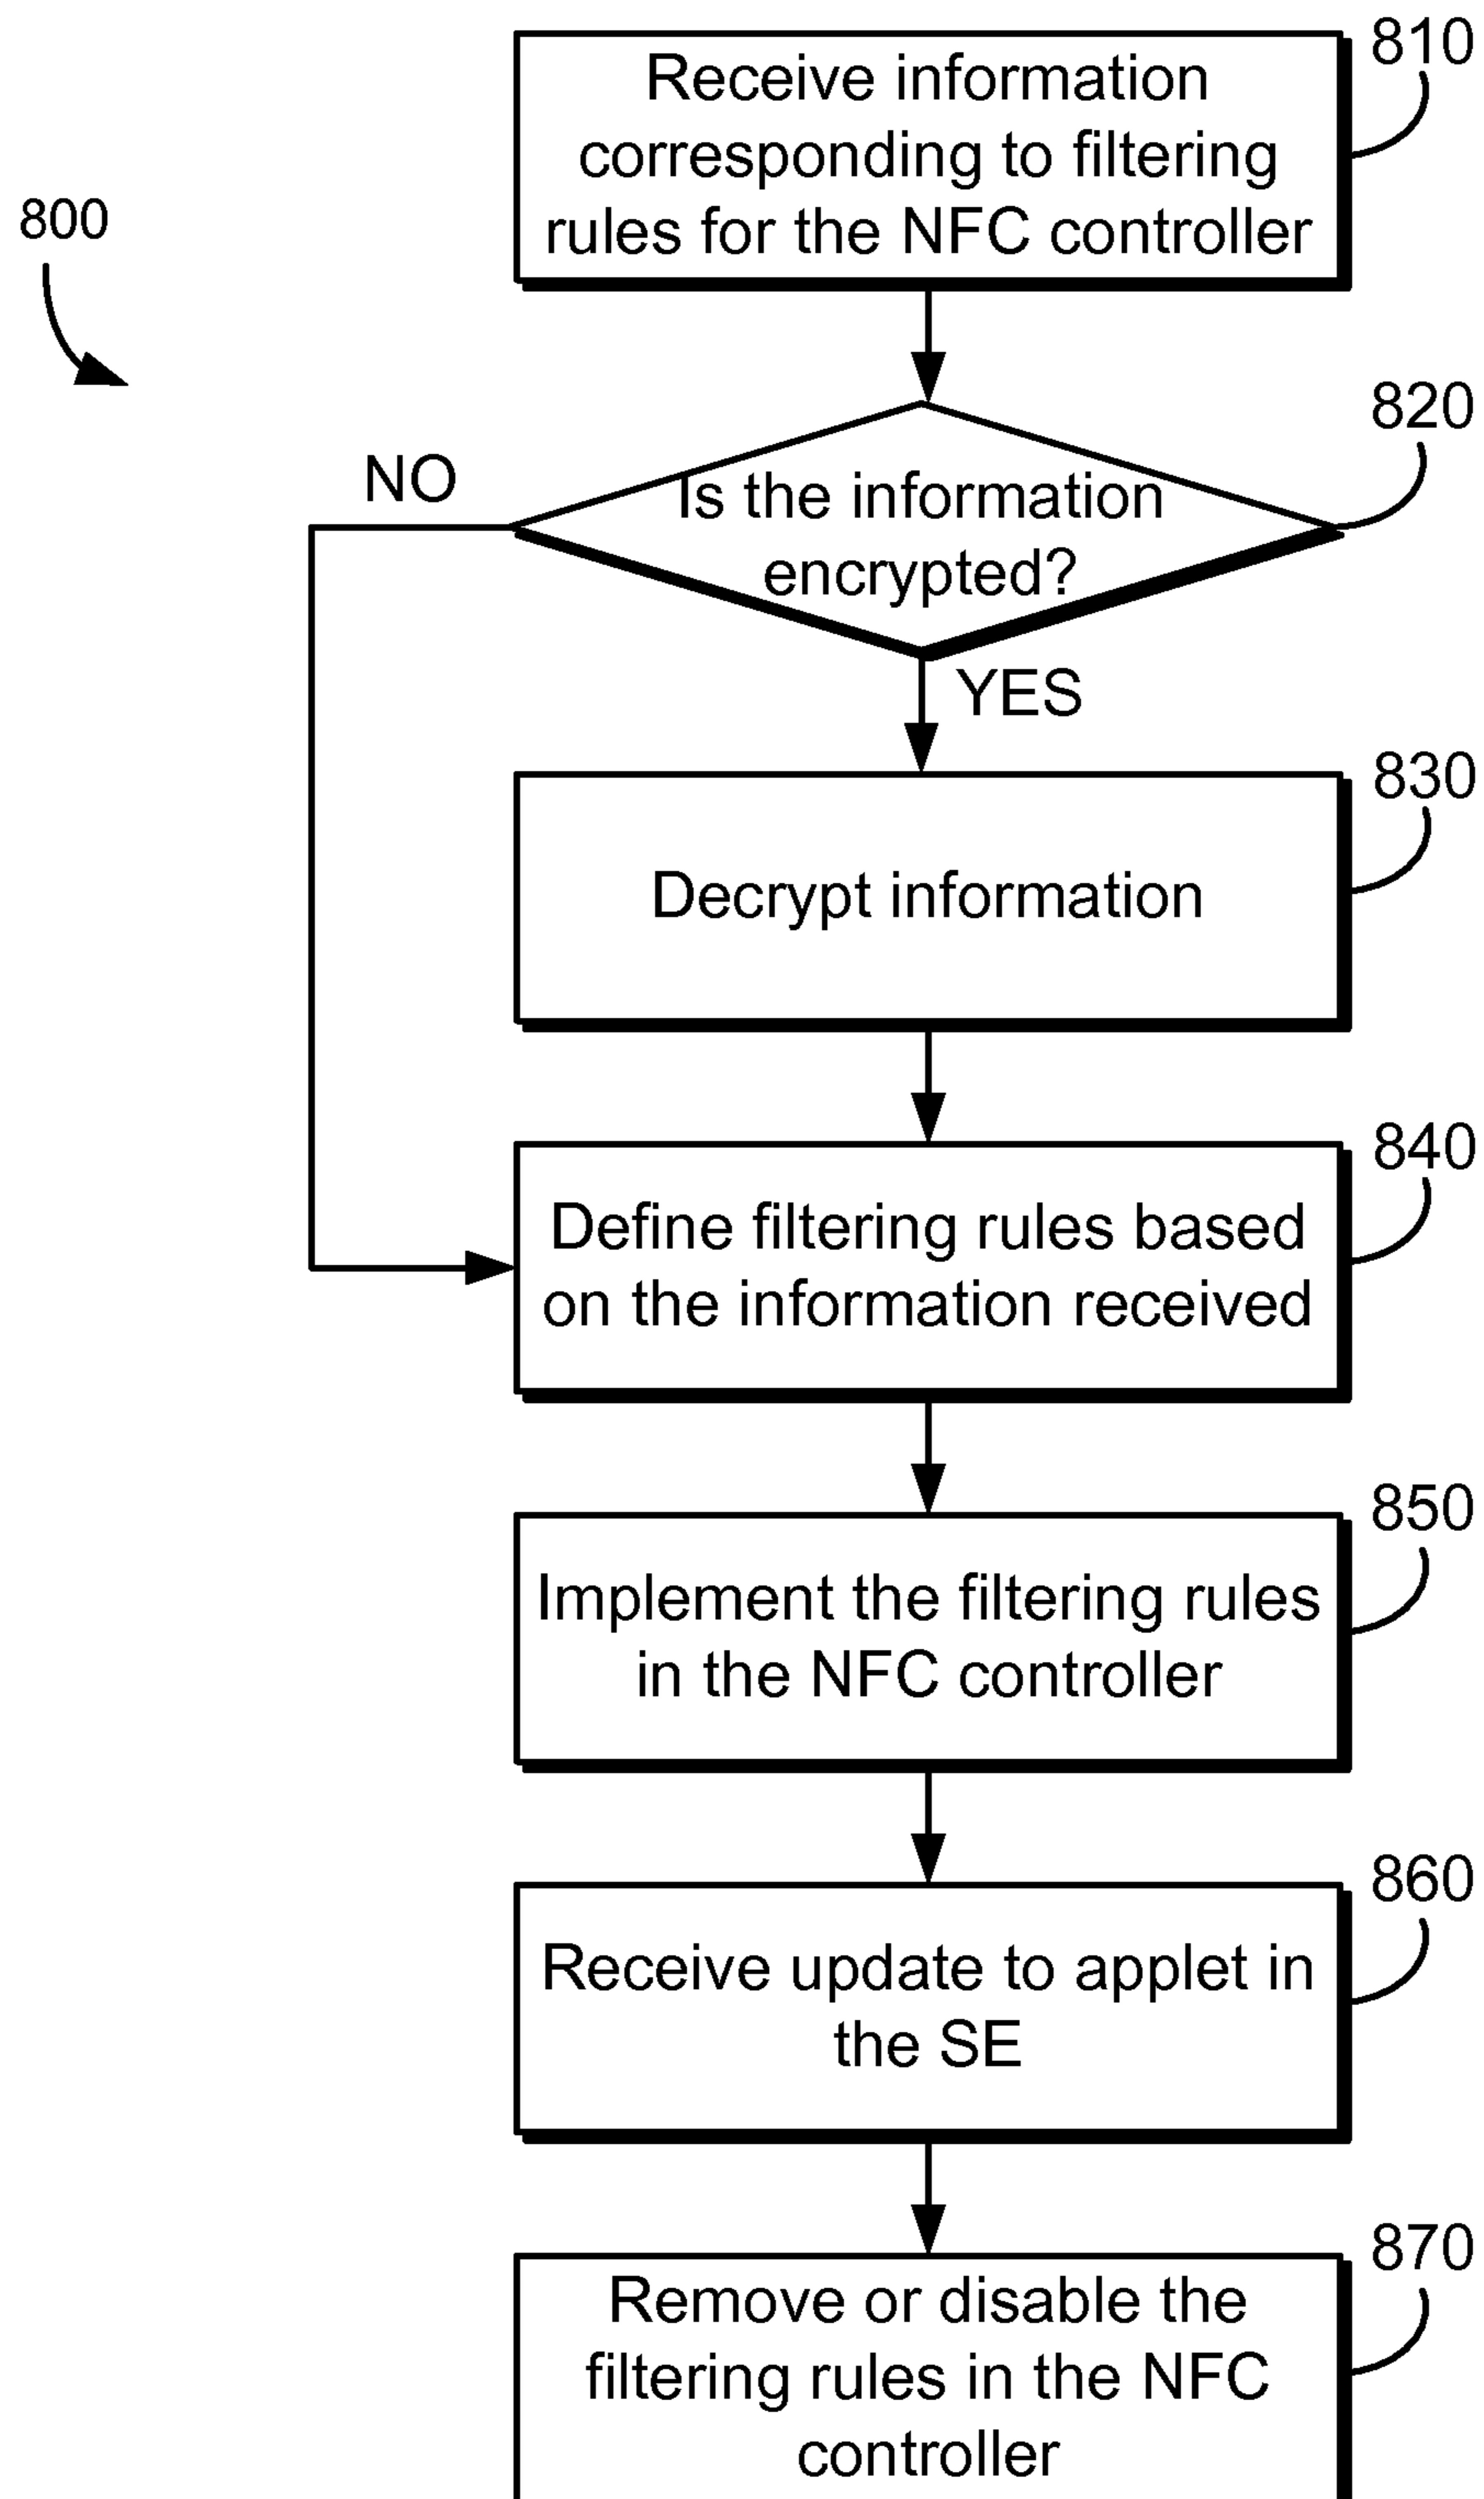 810
Receive information
corresponding to filtering
rules for the NFC controller
800
820
NO
Is the information
encrypted?
YES
830
Decrypt information
840
Define filtering rules based
on the information received
850
Implement the filtering rules
in the NFC controller
860
Receive update to applet in
the SE
870
Remove or disable the
filtering rules in the NFC
controller